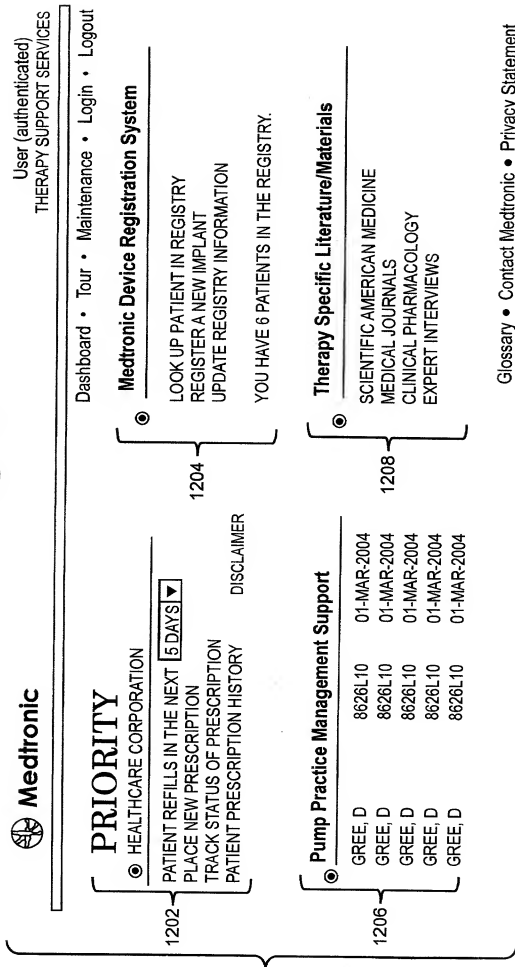 Medtronic
User (authenticated)
THERAPY SUPPORT SERVICES
Dashboard • Tour • Maintenance • Login • Logout
PRIORITY
HEALTHCARE CORPORATION
PATIENT REFILLS IN THE NEXT 5 DAYS ▼
PLACE NEW PRESCRIPTION
TRACK STATUS OF PRESCRIPTION
PATIENT PRESCRIPTION HISTORY
DISCLAIMER
1202
Medtronic Device Registration System
LOOK UP PATIENT IN REGISTRY
REGISTER A NEW IMPLANT
UPDATE REGISTRY INFORMATION
YOU HAVE 6 PATIENTS IN THE REGISTRY.
1204
Pump Practice Management Support
GREE, D 8626L10 01-MAR-2004
GREE, D 8626L10 01-MAR-2004
GREE, D 8626L10 01-MAR-2004
GREE, D 8626L10 01-MAR-2004
GREE, D 8626L10 01-MAR-2004
1206
Therapy Specific Literature/Materials
SCIENTIFIC AMERICAN MEDICINE
MEDICAL JOURNALS
CLINICAL PHARMACOLOGY
EXPERT INTERVIEWS
1208
Glossary • Contact Medtronic • Privacy Statement